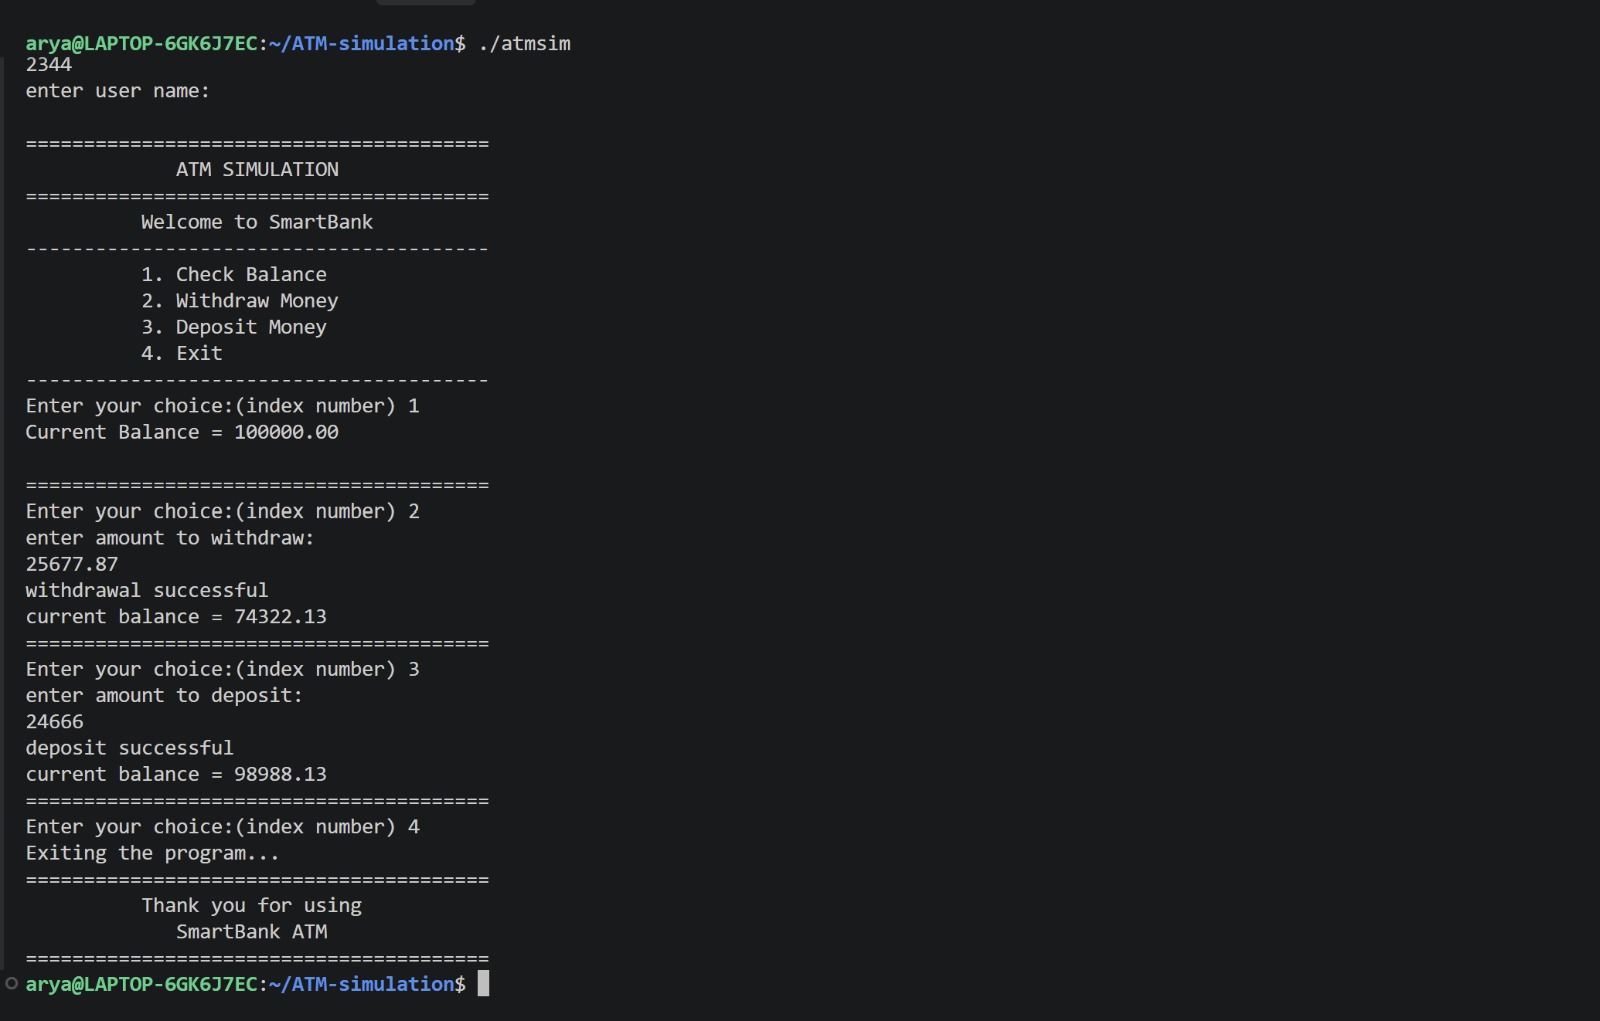 arya@LAPTOP-6GK6J7EC:~/ATM-simulation$ ./atmsim
2344
enter user name:
========================================
ATM SIMULATION
========================================
Welcome to SmartBank
----------------------------------------
1. Check Balance
2. Withdraw Money
3. Deposit Money
4. Exit
----------------------------------------
Enter your choice:(index number) 1
Current Balance = 100000.00
========================================
Enter your choice:(index number) 2
enter amount to withdraw:
25677.87
withdrawal successful
current balance = 74322.13
========================================
Enter your choice:(index number) 3
enter amount to deposit:
24666
deposit successful
current balance = 98988.13
========================================
Enter your choice:(index number) 4
Exiting the program...
========================================
Thank you for using
SmartBank ATM
========================================
arya@LAPTOP-6GK6J7EC:~/ATM-simulation$